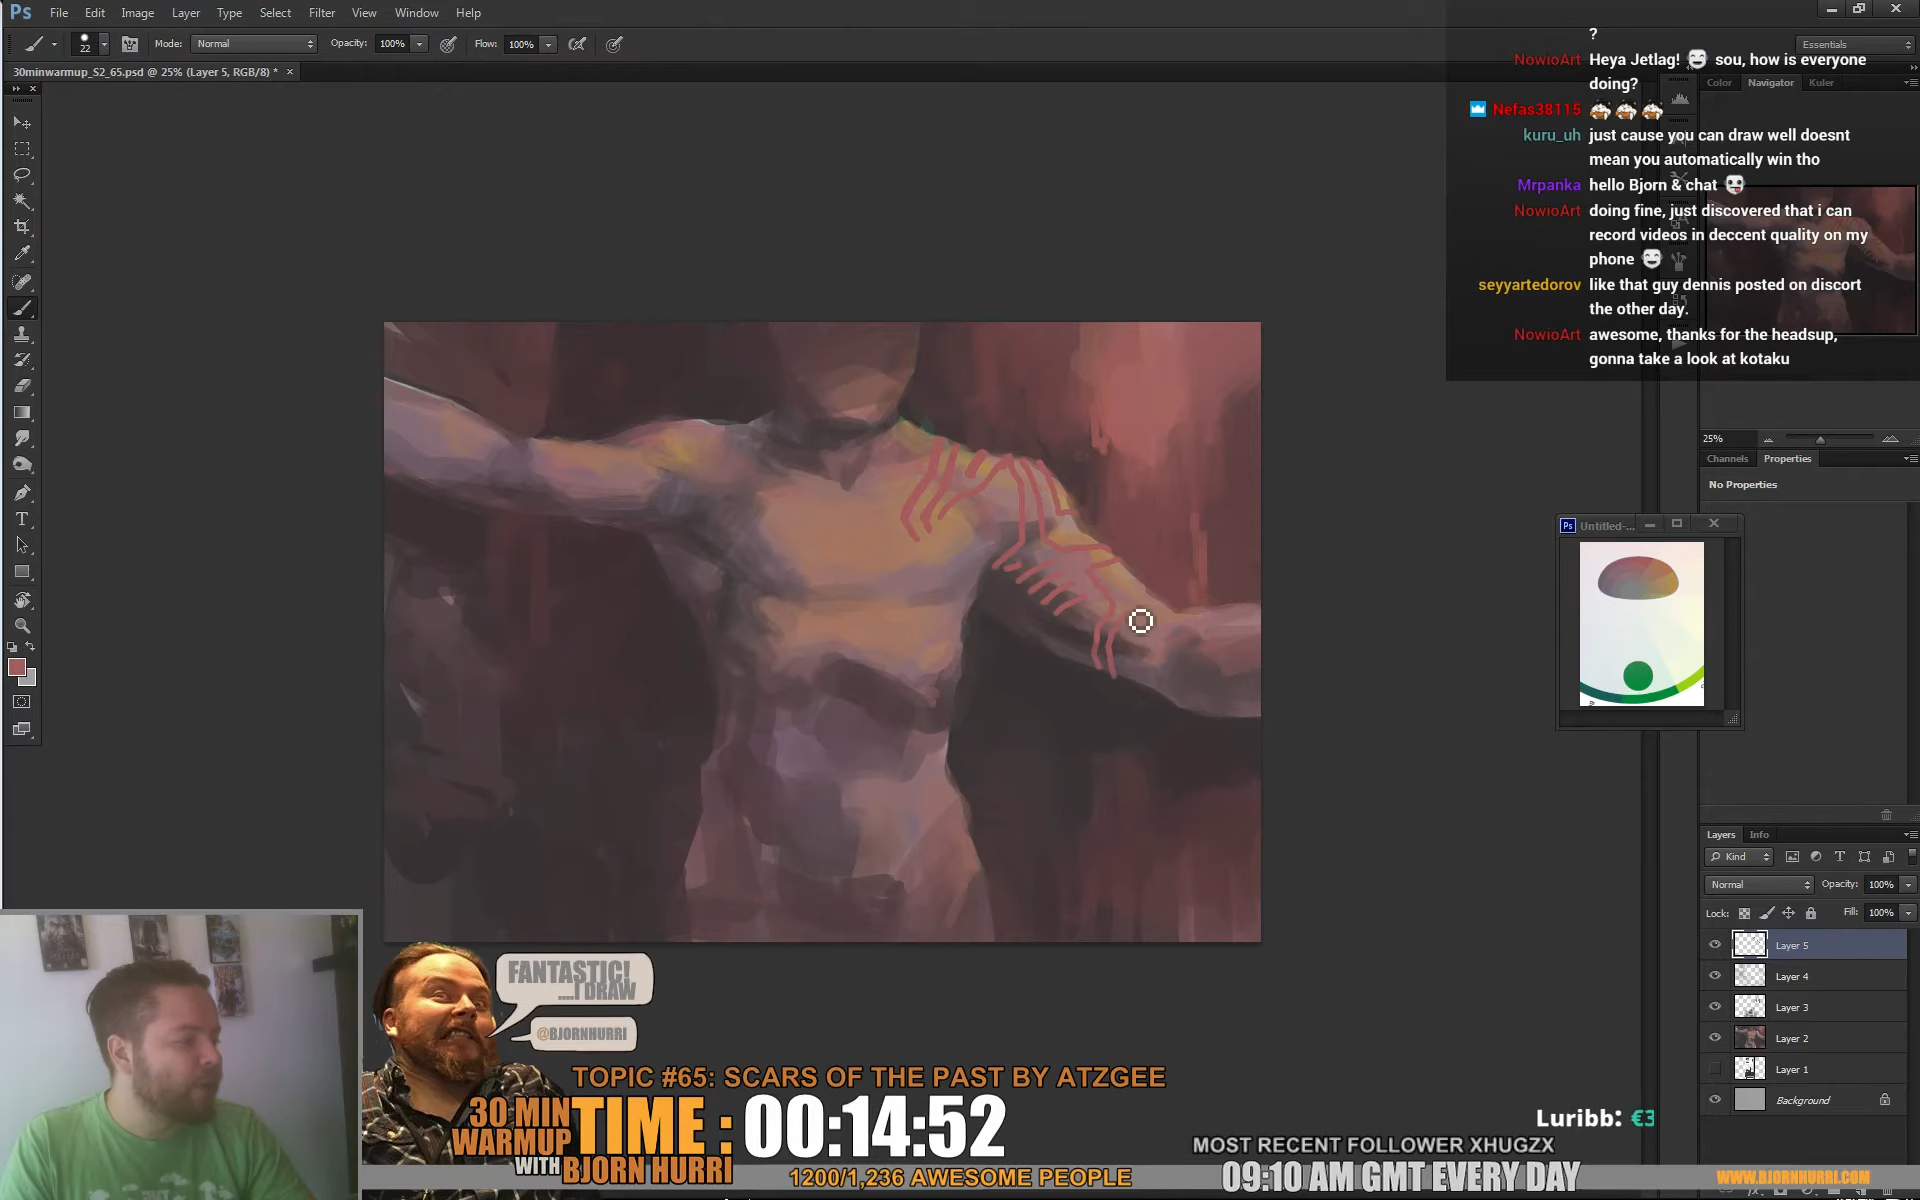 Ps File Edit Image Layer Type Select Filter View Window Help
22 Mode: Normal Opacity: 100% Flow: 100% Essentials
30minwarmup_S2_65.psd @ 25% (Layer 5, RGB/8) *
?
NowioArt Heya Jetlag! sou, how is everyone
doing?
Nefas38115
kuru_uh just cause you can draw well doesnt
mean you automatically win tho
Mrpanka hello Bjorn & chat
NowioArt doing fine, just discovered that i can
record videos in deccent quality on my
phone
seyyartedorov like that guy dennis posted on discort
the other day.
NowioArt awesome, thanks for the headsup,
gonna take a look at kotaku
Color Navigator Kuler
25%
Channels Properties
No Properties
Ps Untitled-...
Layers Info
Kind
Normal Opacity: 100%
Lock: Fill: 100%
Layer 5
Layer 4
Layer 3
Layer 2
Layer 1
Background
FANTASTIC!
....I DRAW
@BJORNHURRI
TOPIC #65: SCARS OF THE PAST BY ATZGEE
30 MIN
WARMUP
WITH BJORN HURRI
TIME : 00:14:52
1200/1,236 AWESOME PEOPLE
Luribb: €3
MOST RECENT FOLLOWER XHUGZX
09:10 AM GMT EVERY DAY
WWW.BJORNHURRI.COM